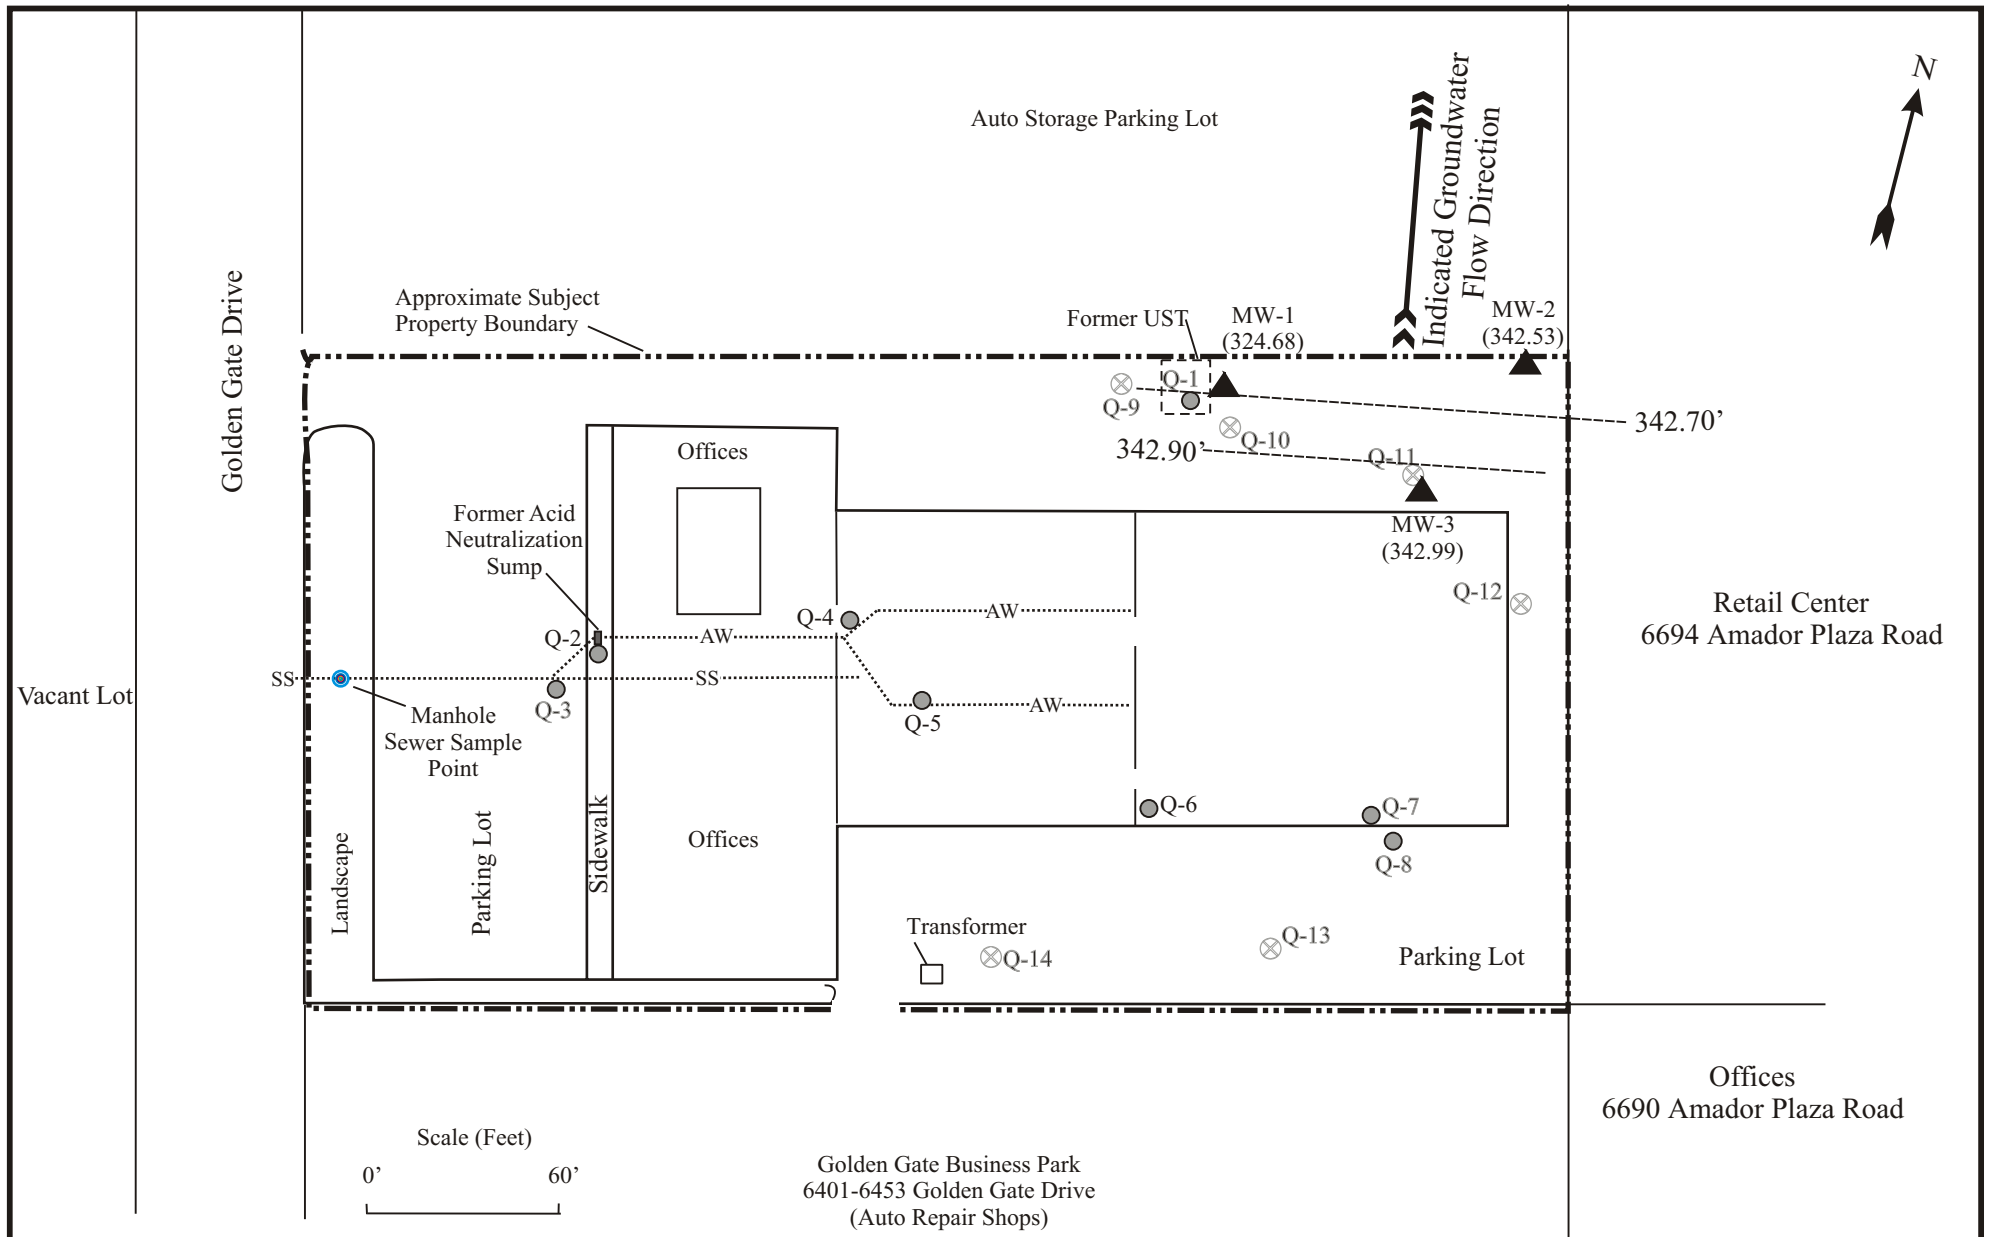 N
Auto Storage Parking Lot
Indicated Groundwater
Flow Direction
Golden Gate Drive
Approximate Subject
Property Boundary
Former UST
MW-1
(324.68)
MW-2
(342.53)
Q-1
Q-9
Q-10
342.70’
342.90’
Q-11
MW-3
(342.99)
Offices
Former Acid
Neutralization
Sump
Q-2
AW
Q-4
AW
Q-12
Retail Center
6694 Amador Plaza Road
SS
SS
Vacant Lot
Q-3
Q-5
AW
Manhole
Sewer Sample
Point
Landscape
Parking Lot
Sidewalk
Offices
Q-6
Q-7
Q-8
Transformer
Q-14
Q-13
Parking Lot
Offices
6690 Amador Plaza Road
Scale (Feet)
0’ 60’
Golden Gate Business Park
6401-6453 Golden Gate Drive
(Auto Repair Shops)